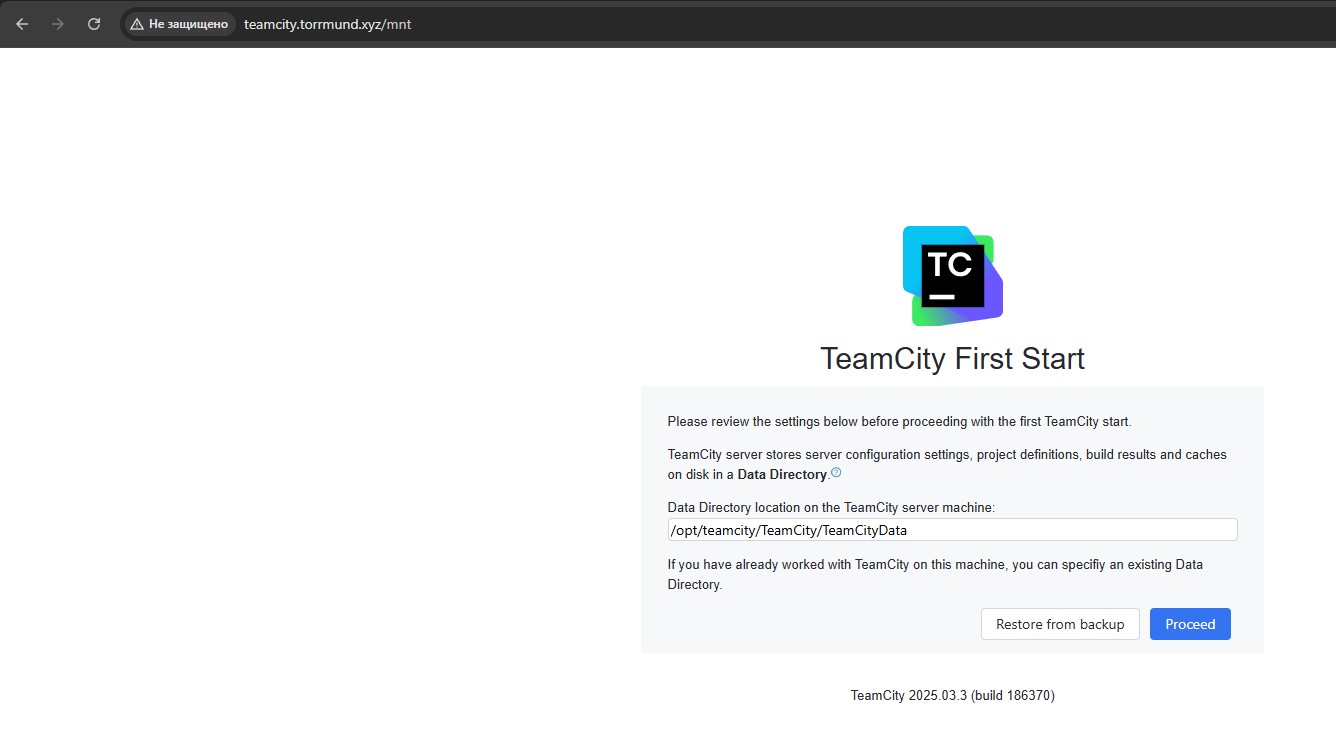 Не защищено teamcity.torrmund.xyz/mnt
TC
TeamCity First Start
Please review the settings below before proceeding with the first TeamCity start.
TeamCity server stores server configuration settings, project definitions, build results and caches
on disk in a Data Directory.
Data Directory location on the TeamCity server machine:
/opt/teamcity/TeamCity/TeamCityData
If you have already worked with TeamCity on this machine, you can specifiy an existing Data
Directory.
Restore from backup Proceed
TeamCity 2025.03.3 (build 186370)